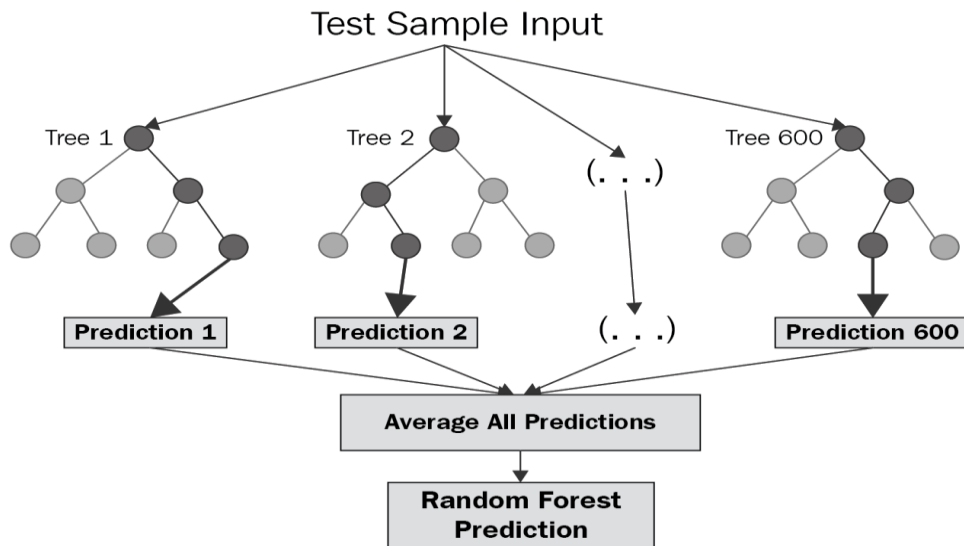 Test Sample Input
Tree 1
Tree 2
Tree 600
(. . .)
Prediction 1
Prediction 2
(. . .)
Prediction 600
Average All Predictions
Random Forest
Prediction